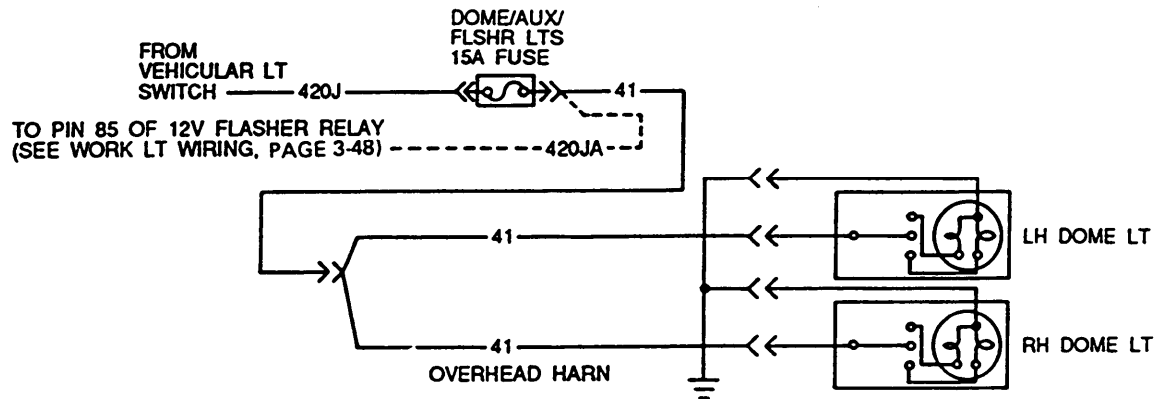 DOME/AUX/
FLSHR LTS
15A FUSE
FROM
VEHICULAR LT
SWITCH
420J
41
TO PIN 85 OF 12V FLASHER RELAY
(SEE WORK LT WIRING, PAGE 3-48)
420JA
41
LH DOME LT
41
RH DOME LT
OVERHEAD HARN